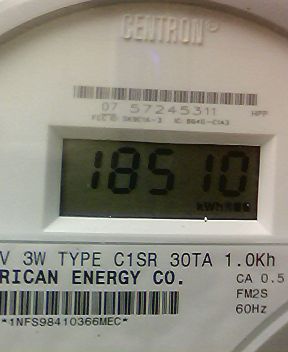 CENTRON®
07 57245311 HPP
18510
kWh
V 3W TYPE C1SR 30TA 1.0Kh
RICAN ENERGY CO. CA 0.5
FM2S
*1NFS98410366MEC* 60Hz